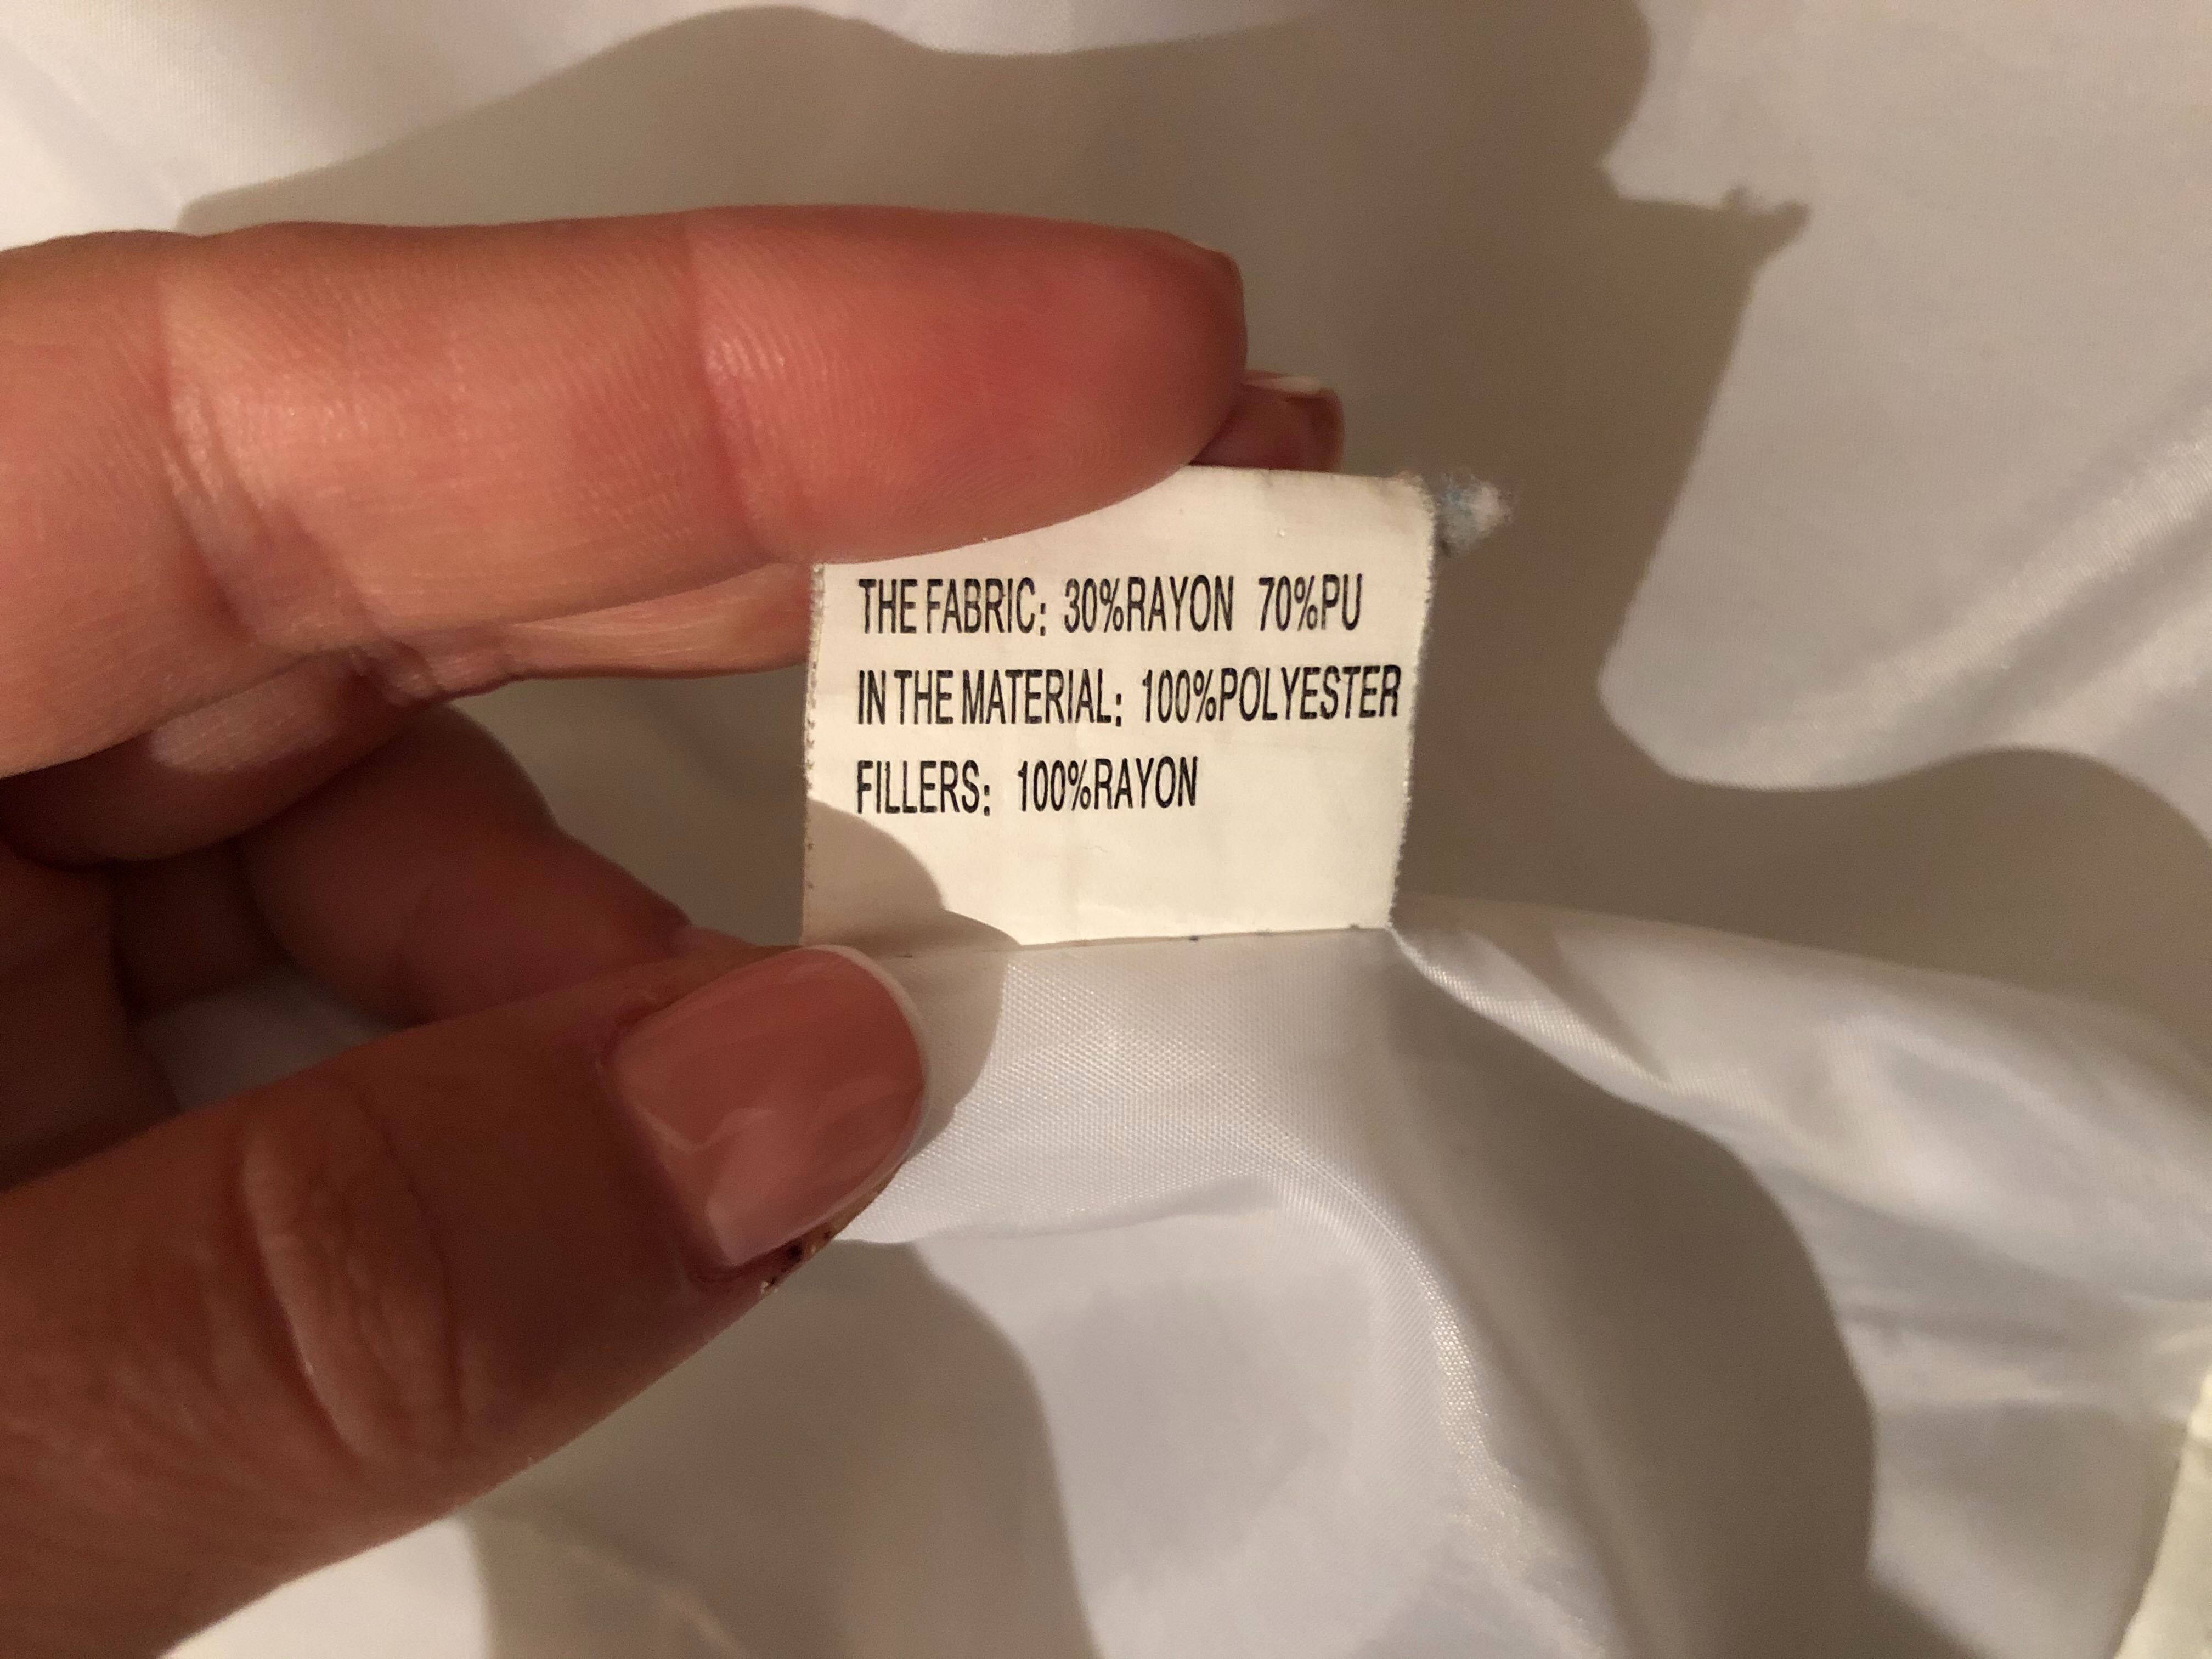 THE FABRIC: 30%RAYON 70%PU
IN THE MATERIAL: 100%POLYESTER
FILLERS: 100%RAYON